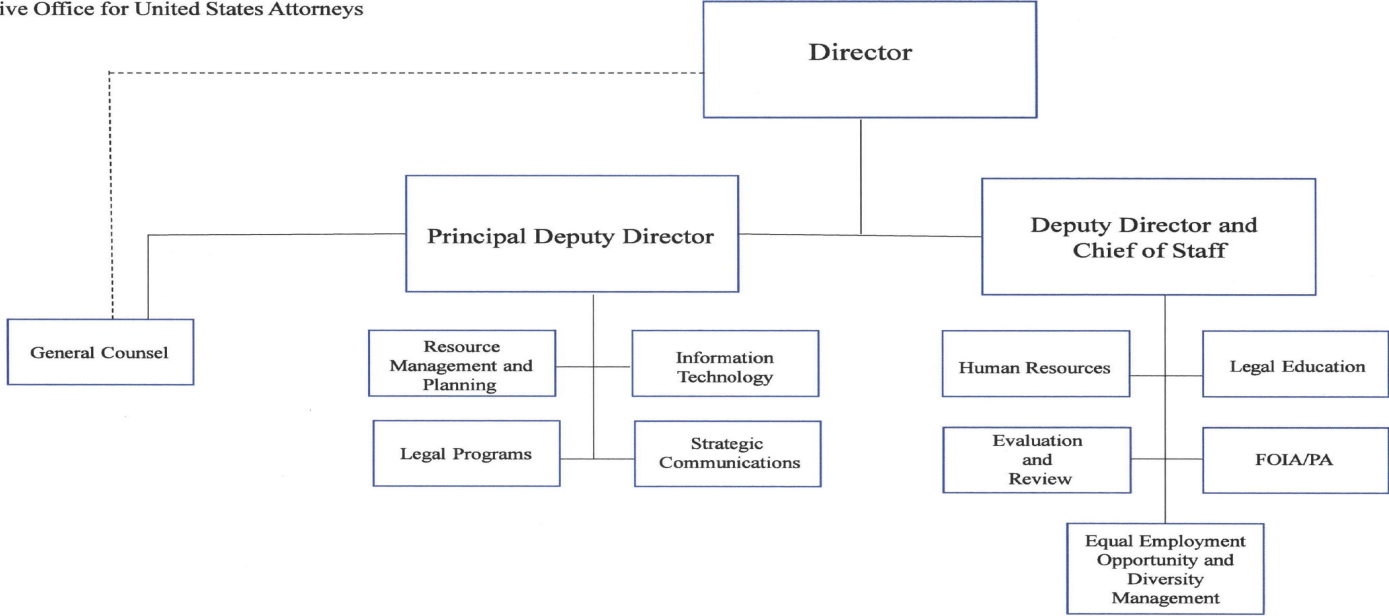 ive Office for United States Attorneys
Director
Principal Deputy Director
Deputy Director and
Chief of Staff
General Counsel
Resource
Management and
Planning
Information
Technology
Legal Programs
Strategic
Communications
Human Resources
Legal Education
Evaluation
and
Review
FOIA/PA
Equal Employment
Opportunity and
Diversity
Management